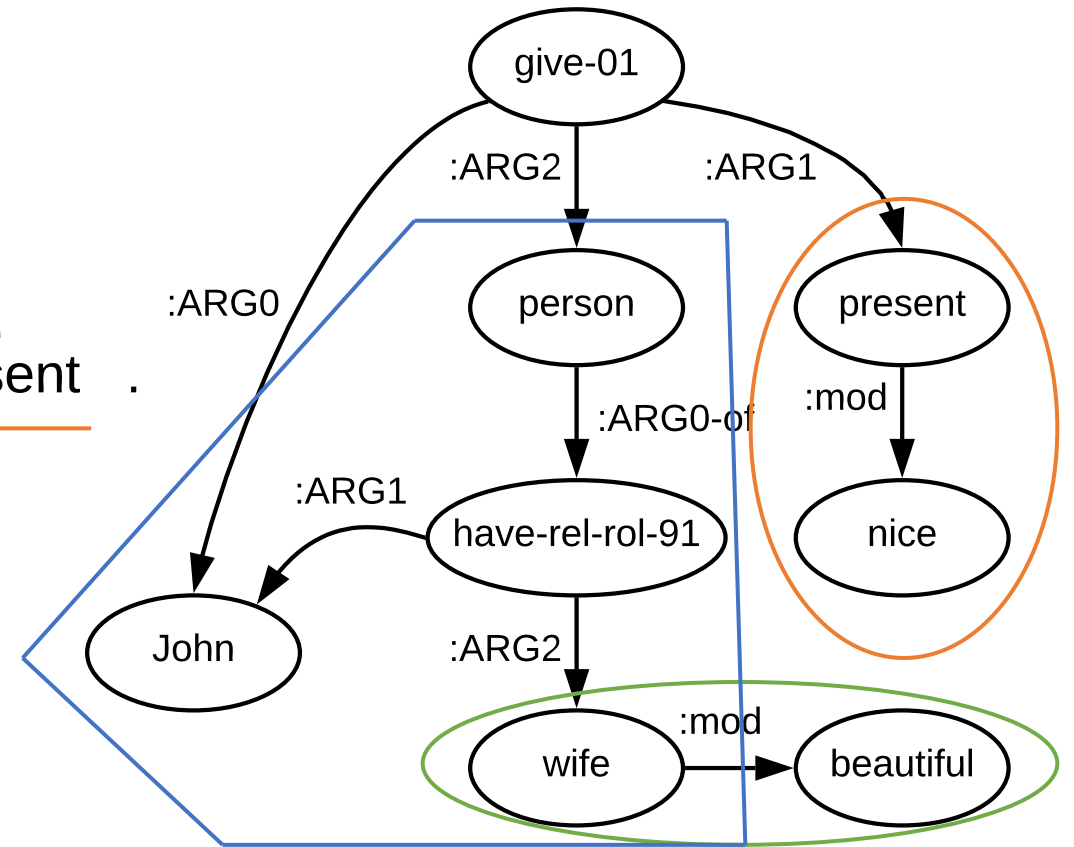 give-01
:ARG2
:ARG1
:ARG0
person
present
.
:mod
:ARG0-of
:ARG1
have-rel-rol-91
nice
John
:ARG2
:mod
wife
beautiful